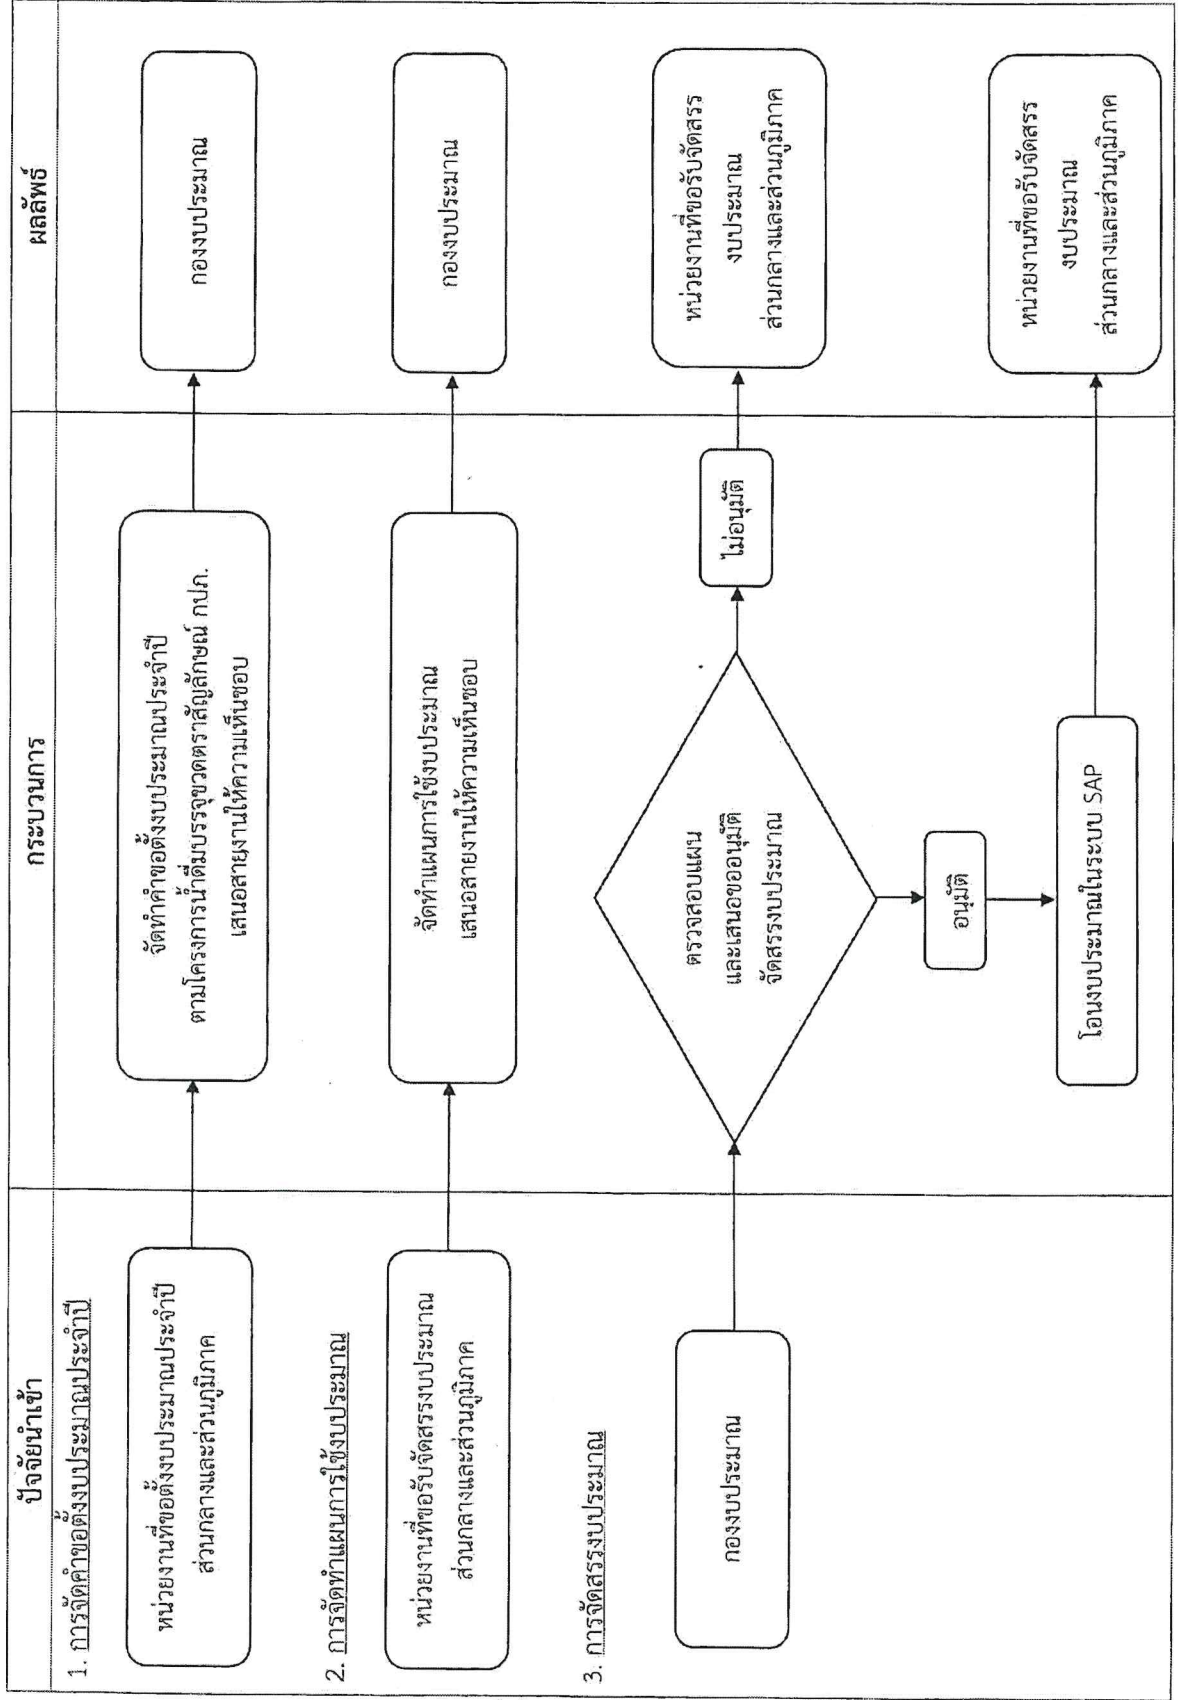 ปัจจัยนำเข้า
กระบวนการ
ผลลัพธ์
1. การจัดคำขอตั้งงบประมาณประจำปี
หน่วยงานที่ขอตั้งงบประมาณประจำปี
ส่วนกลางและส่วนภูมิภาค
จัดทำคำขอตั้งงบประมาณประจำปี
ตามโครงการน้ำดื่มบรรจุขวดตราสัญลักษณ์ กปภ.
เสนอสายงานให้ความเห็นชอบ
กองงบประมาณ
2. การจัดทำแผนการใช้งบประมาณ
หน่วยงานที่ขอรับจัดสรรงบประมาณ
ส่วนกลางและส่วนภูมิภาค
จัดทำแผนการใช้งบประมาณ
เสนอสายงานให้ความเห็นชอบ
กองงบประมาณ
3. การจัดสรรงบประมาณ
กองงบประมาณ
ตรวจสอบแผน
และเสนอขออนุมัติ
จัดสรรงบประมาณ
ไม่อนุมัติ
หน่วยงานที่ขอรับจัดสรร
งบประมาณ
ส่วนกลางและส่วนภูมิภาค
อนุมัติ
โอนงบประมาณในระบบ SAP
หน่วยงานที่ขอรับจัดสรร
งบประมาณ
ส่วนกลางและส่วนภูมิภาค